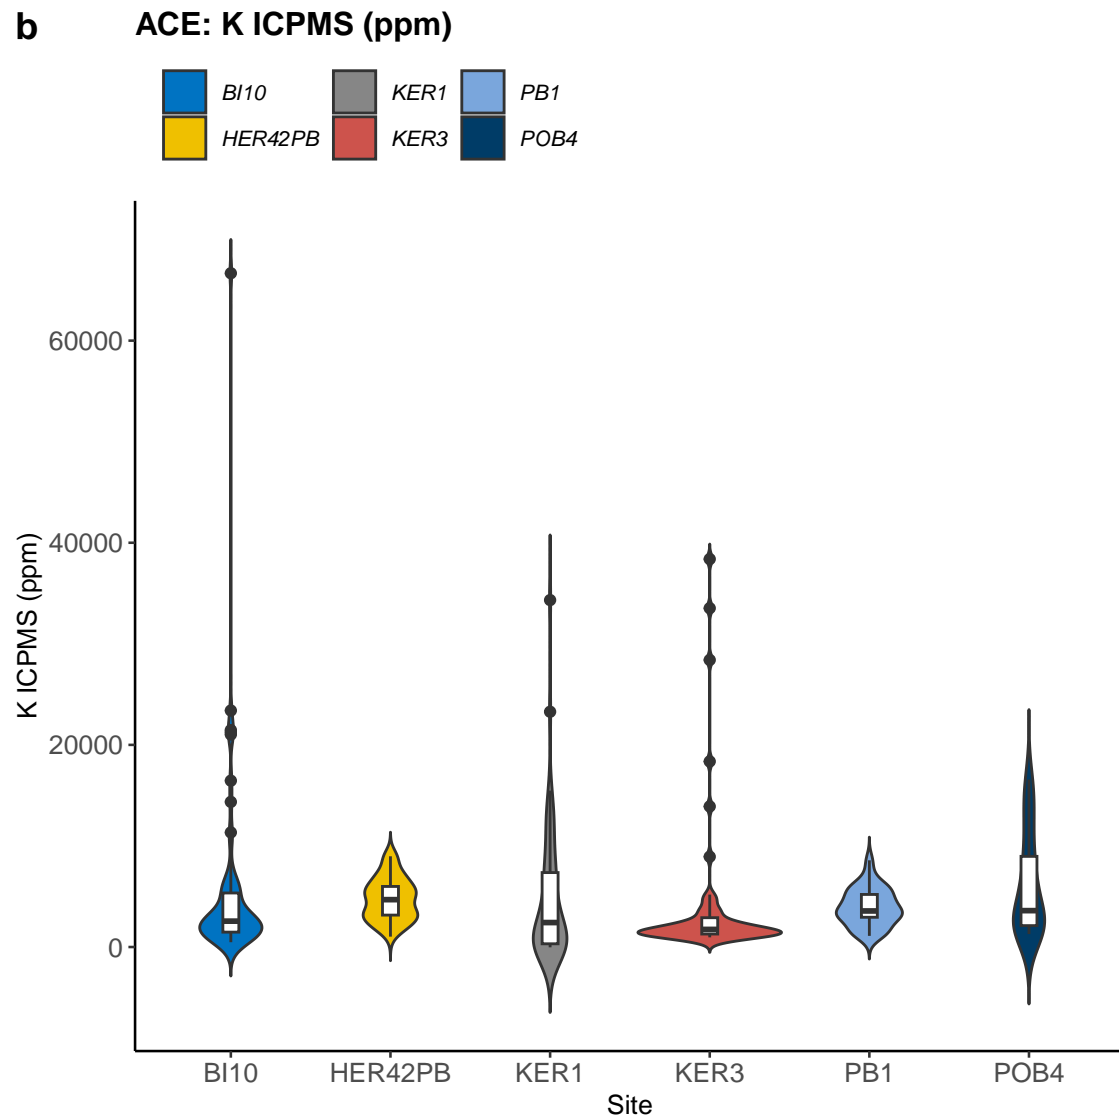 b ACE: K ICPMS (ppm)
BI10 KER1 PB1
HER42PB KER3 POB4
60000
40000
20000
0
K ICPMS (ppm)
BI10 HER42PB KER1 KER3 PB1 POB4
Site